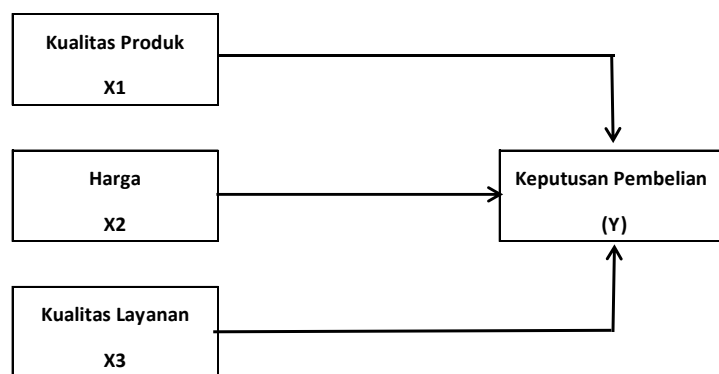 Kualitas Produk
X1
Harga
X2
Keputusan Pembelian
(Y)
Kualitas Layanan
X3